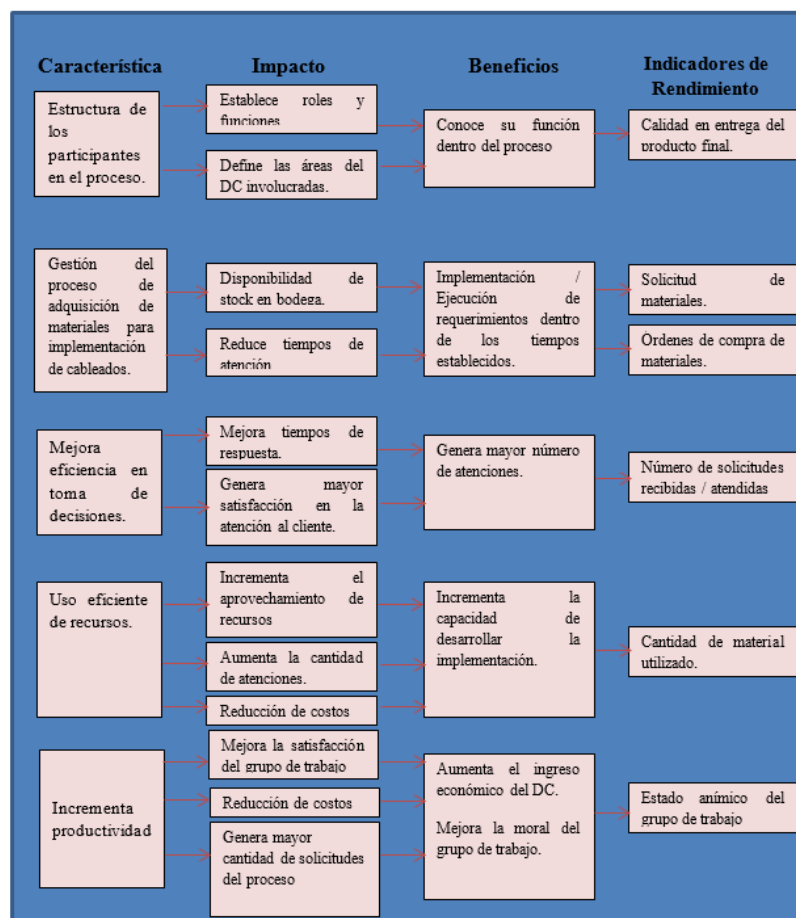 Característica
Impacto
Beneficios
Indicadores de
Rendimiento
Estructura de
los
participantes
en el proceso.
Establece roles y
funciones
Define las áreas del
DC involucradas.
Conoce su función
dentro del proceso
Calidad en entrega del
producto final.
Gestión del
proceso de
adquisición de
materiales para
implementación
de cableados.
Disponibilidad de
stock en bodega.
Reduce tiempos de
atención
Implementación /
Ejecución de
requerimientos dentro
de los tiempos
establecidos.
Solicitud de
materiales.
Órdenes de compra de
materiales.
Mejora
eficiencia en
toma de
decisiones.
Mejora tiempos de
respuesta.
Genera mayor
satisfacción en la
atención al cliente.
Genera mayor número
de atenciones.
Número de solicitudes
recibidas / atendidas
Uso eficiente
de recursos.
Incrementa el
aprovechamiento de
recursos
Aumenta la cantidad
de atenciones.
Reducción de costos
Incrementa la
capacidad de
desarrollar la
implementación.
Cantidad de material
utilizado.
Incrementa
productividad
Mejora la satisfacción
del grupo de trabajo
Reducción de costos
Genera mayor
cantidad de solicitudes
del proceso
Aumenta el ingreso
económico del DC.
Mejora la moral del
grupo de trabajo.
Estado anímico del
grupo de trabajo